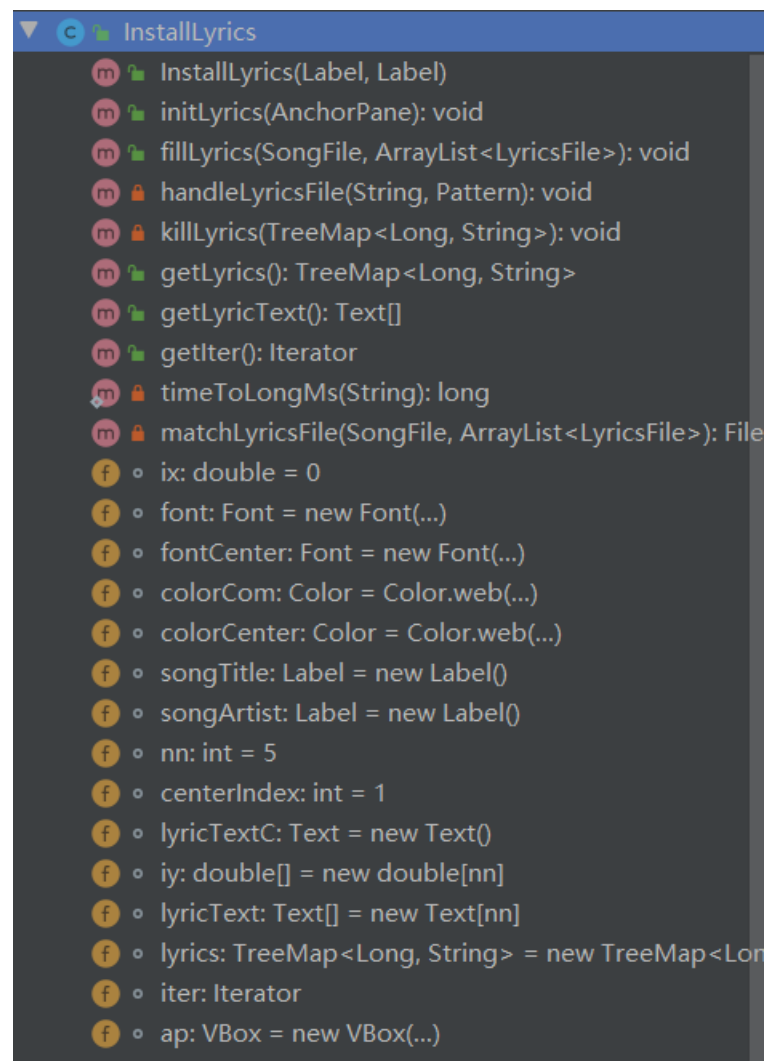 InstallLyrics
InstallLyrics(Label, Label)
initLyrics(AnchorPane): void
fillLyrics(SongFile, ArrayList<LyricsFile>): void
handleLyricsFile(String, Pattern): void
killLyrics(TreeMap<Long, String>): void
getLyrics(): TreeMap<Long, String>
getLyricText(): Text[]
getIter(): Iterator
timeToLongMs(String): long
matchLyricsFile(SongFile, ArrayList<LyricsFile>): File
ix: double = 0
font: Font = new Font(...)
fontCenter: Font = new Font(...)
colorCom: Color = Color.web(...)
colorCenter: Color = Color.web(...)
songTitle: Label = new Label()
songArtist: Label = new Label()
nn: int = 5
centerIndex: int = 1
lyricTextC: Text = new Text()
iy: double[] = new double[nn]
lyricText: Text[] = new Text[nn]
lyrics: TreeMap<Long, String> = new TreeMap<Lon
iter: Iterator
ap: VBox = new VBox(...)